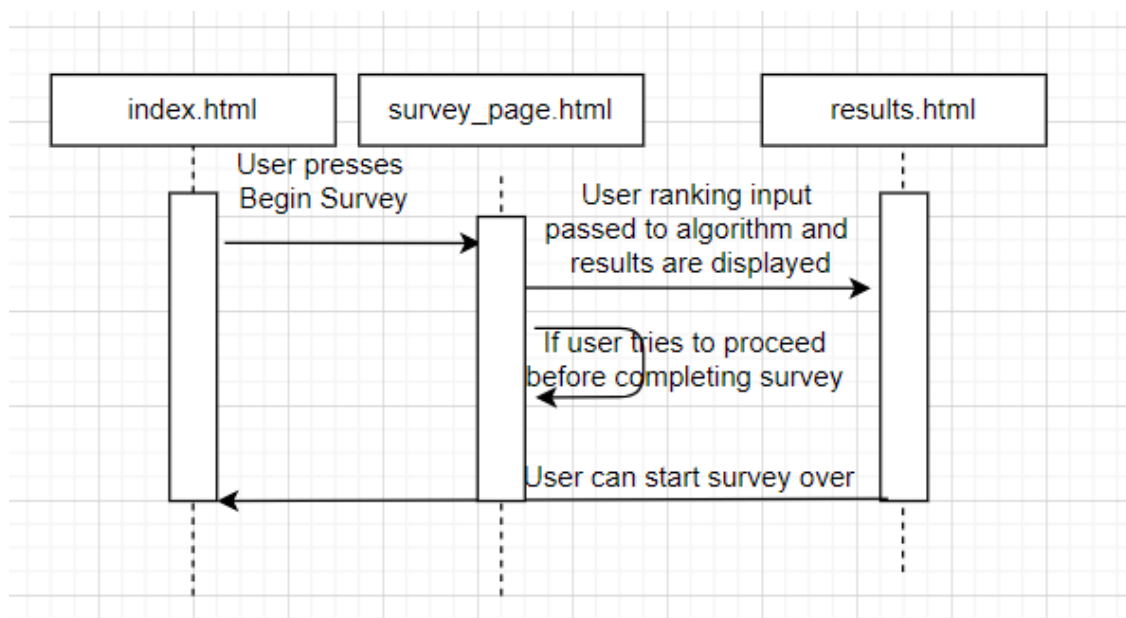 index.html
survey_page.html
results.html
User presses
Begin Survey
User ranking input
passed to algorithm and
results are displayed
If user tries to proceed
before completing survey
User can start survey over